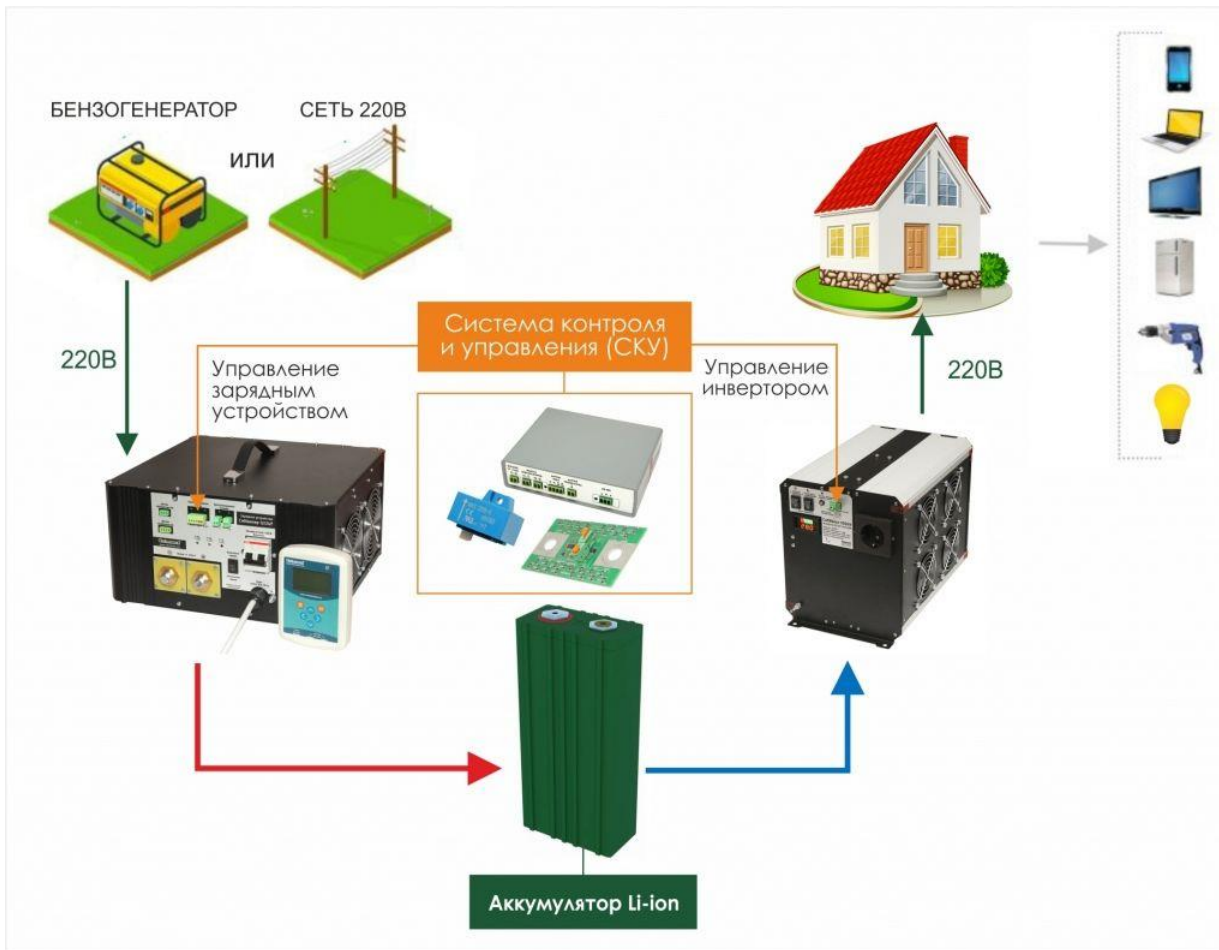 БЕНЗОГЕНЕРАТОР
СЕТЬ 220В
ИЛИ
Система контроля
и управления (СКУ)
220В
Управление
зарядным
устройством
Управление
инвертором
220В
Аккумулятор Li-ion